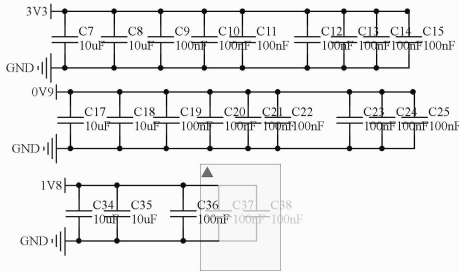 3V3
C7 C8 C9 C10 C11 C12 C13 C14 C15
10uF 10uF 100nF 100nF 100nF 100nF 100nF 100nF 100nF
GND
0V9
C17 C18 C19 C20 C21 C22 C23 C24 C25
10uF 10uF 100nF 100nF 100nF 100nF 100nF 100nF 100nF
GND
1V8
C34 C35 C36 C37 C38
10uF 10uF 100nF 100nF 100nF
GND